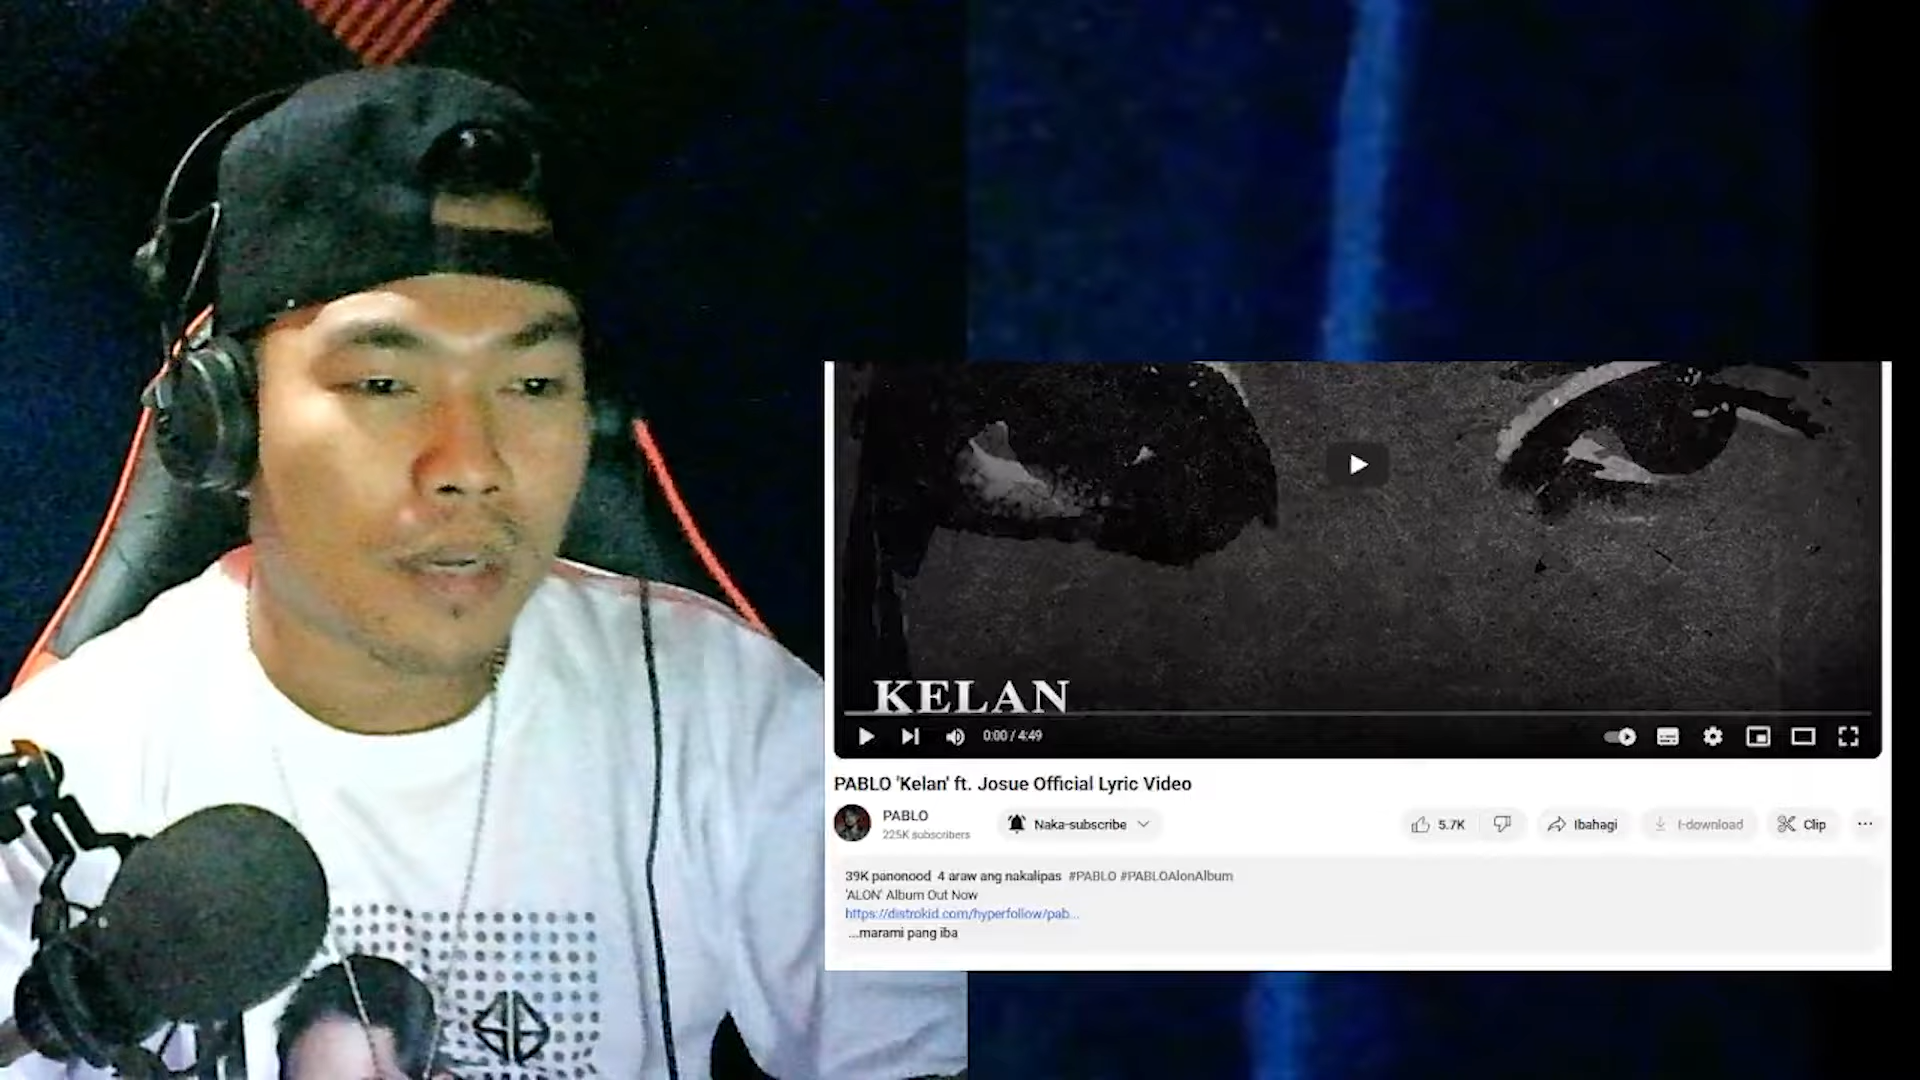 KELAN
0:00 / 4:49
PABLO 'Kelan' ft. Josue Official Lyric Video
PABLO
225K subscribers
Naka-subscribe
5.7K
Ibahagi
I-download
Clip
39K panonood 4 araw ang nakalipas #PABLO #PABLOAlonAlbum
'ALON' Album Out Now
https://distrokid.com/hyperfollow/pab...
...marami pang iba